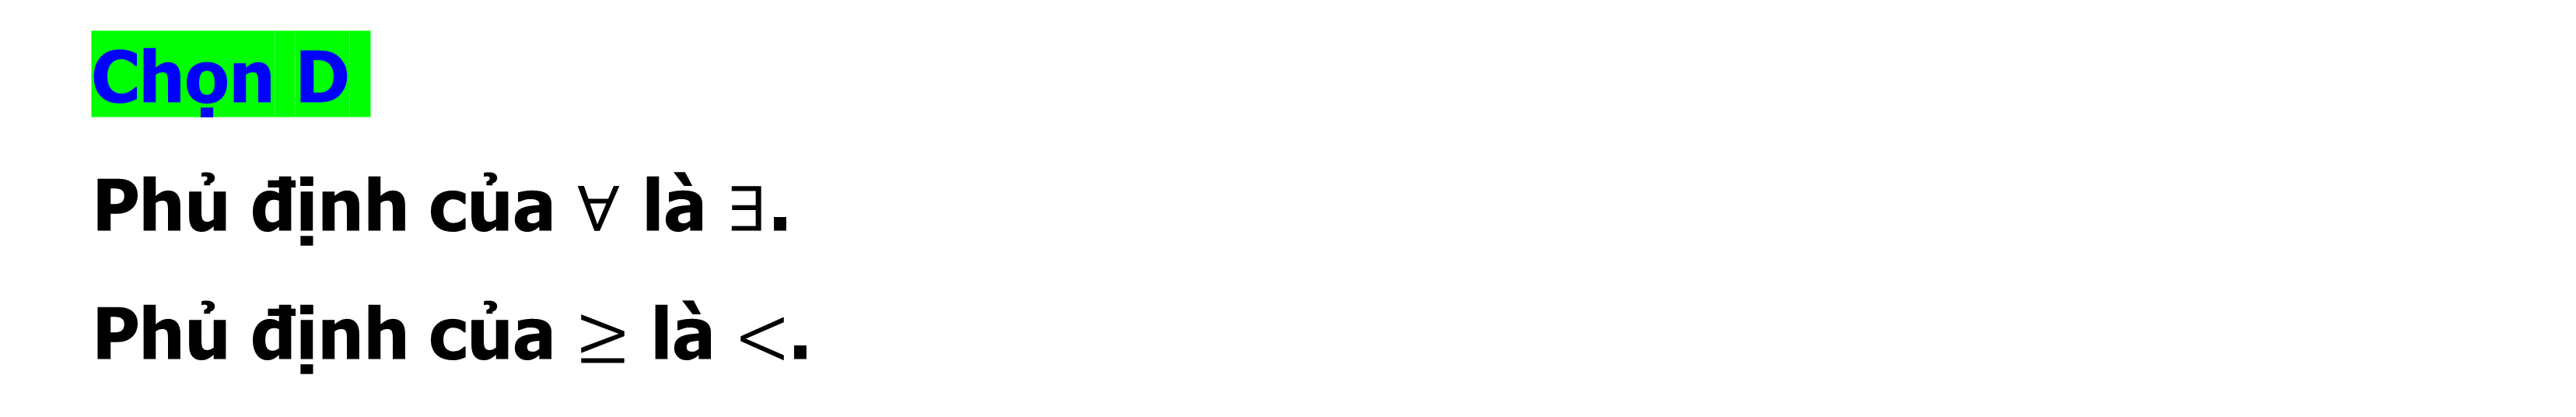 Chọn D
Phủ định của ∀ là ∃.
Phủ định của ≥ là <.